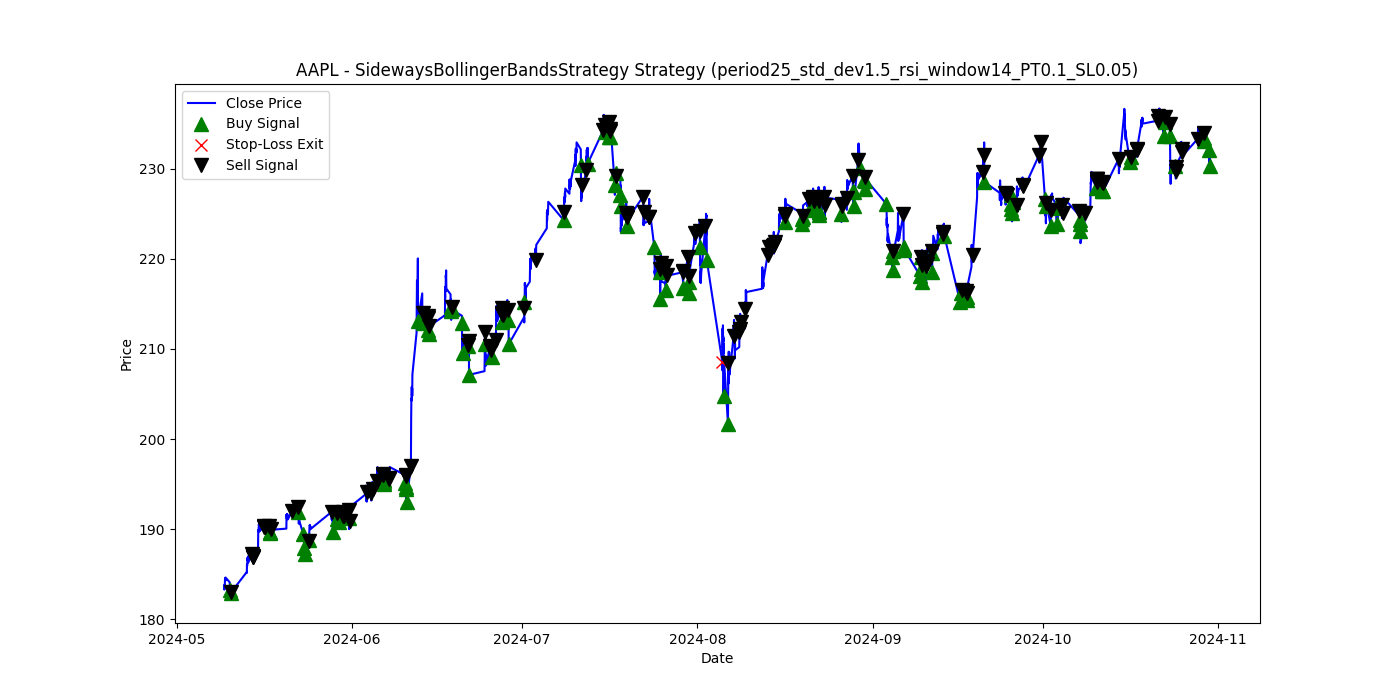 AAPL - SidewaysBollingerBandsStrategy Strategy (period25_std_dev1.5_rsi_window14_PT0.1_SL0.05)
Close Price
Buy Signal
Stop-Loss Exit
Sell Signal
Price
230
220
210
200
190
180
2024-05
2024-06
2024-07
2024-08
2024-09
2024-10
2024-11
Date